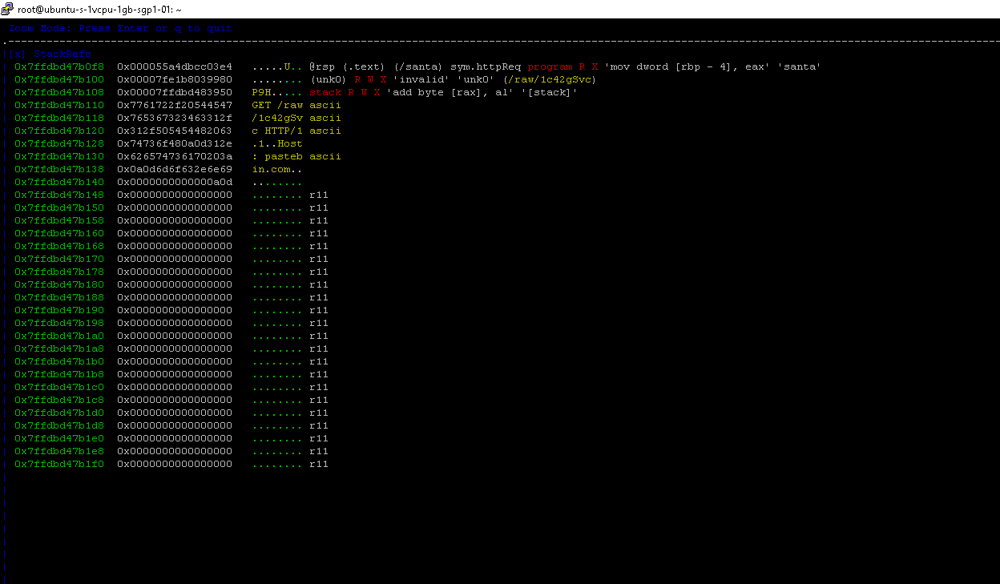 root@ubuntu-s-1vcpu-1gb-sgp1-01: ~
Zoom Mode: Press Enter or q to quit
[x] StackRefs
0x7ffdbd47b0f8 0x000055a4dbcc03e4 .....U.. @rsp (.text) (/santa) sym.httpReq program R X 'mov dword [rbp - 4], eax' 'santa'
0x7ffdbd47b100 0x00007fe1b8039980 ........ (unk0) R W X 'invalid' 'unk0' (/raw/1c42gSvc)
0x7ffdbd47b108 0x00007ffdbd483950 P9H..... stack R W X 'add byte [rax], al' '[stack]'
0x7ffdbd47b110 0x7761722f20544547 GET /raw ascii
0x7ffdbd47b118 0x765367323463312f /1c42gSv ascii
0x7ffdbd47b120 0x312f505454482063 c HTTP/1 ascii
0x7ffdbd47b128 0x74736f480a0d312e .1..Host
0x7ffdbd47b130 0x626574736170203a : pasteb ascii
0x7ffdbd47b138 0x0a0d6d6f632e6e69 in.com..
0x7ffdbd47b140 0x0000000000000a0d ........
0x7ffdbd47b148 0x0000000000000000 ........ r11
0x7ffdbd47b150 0x0000000000000000 ........ r11
0x7ffdbd47b158 0x0000000000000000 ........ r11
0x7ffdbd47b160 0x0000000000000000 ........ r11
0x7ffdbd47b168 0x0000000000000000 ........ r11
0x7ffdbd47b170 0x0000000000000000 ........ r11
0x7ffdbd47b178 0x0000000000000000 ........ r11
0x7ffdbd47b180 0x0000000000000000 ........ r11
0x7ffdbd47b188 0x0000000000000000 ........ r11
0x7ffdbd47b190 0x0000000000000000 ........ r11
0x7ffdbd47b198 0x0000000000000000 ........ r11
0x7ffdbd47b1a0 0x0000000000000000 ........ r11
0x7ffdbd47b1a8 0x0000000000000000 ........ r11
0x7ffdbd47b1b0 0x0000000000000000 ........ r11
0x7ffdbd47b1b8 0x0000000000000000 ........ r11
0x7ffdbd47b1c0 0x0000000000000000 ........ r11
0x7ffdbd47b1c8 0x0000000000000000 ........ r11
0x7ffdbd47b1d0 0x0000000000000000 ........ r11
0x7ffdbd47b1d8 0x0000000000000000 ........ r11
0x7ffdbd47b1e0 0x0000000000000000 ........ r11
0x7ffdbd47b1e8 0x0000000000000000 ........ r11
0x7ffdbd47b1f0 0x0000000000000000 ........ r11